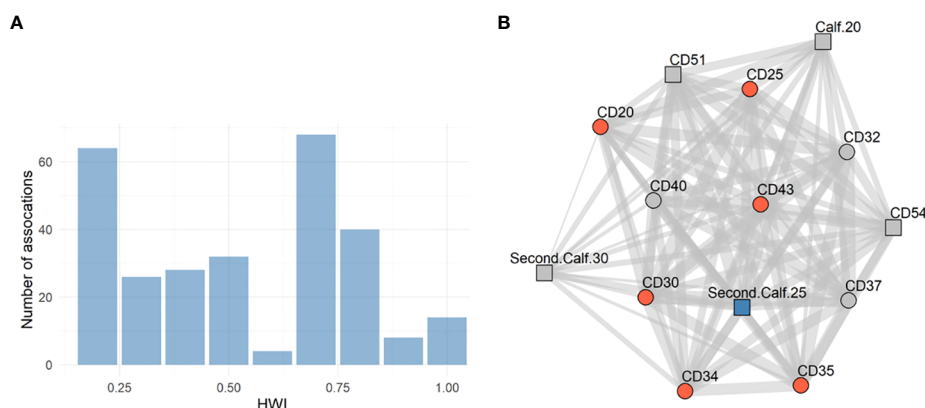 A
Number of assocations
60
40
20
0
0.25
0.50
0.75
1.00
HWI
B
Calf.20
CD51
CD25
CD20
CD32
CD40
CD43
CD54
Second.Calf.30
CD30
Second.Calf.25
CD37
CD34
CD35